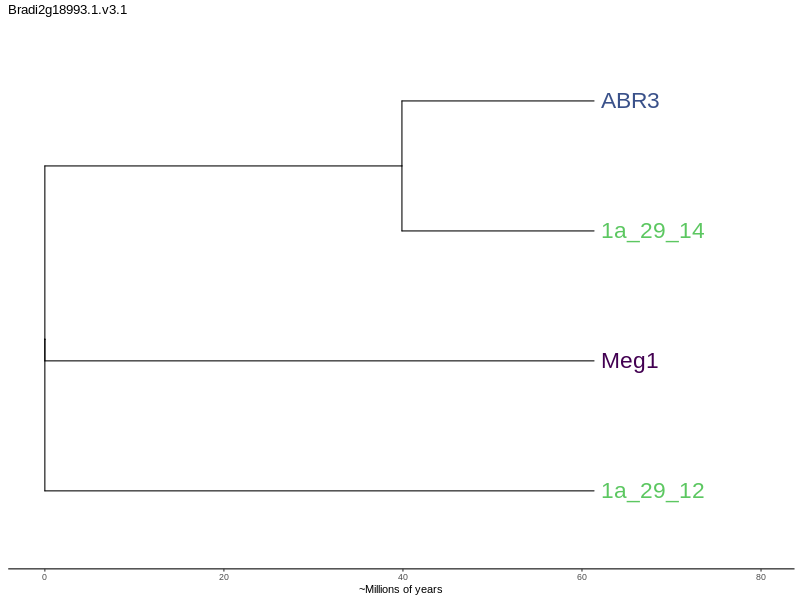 Bradi2g18993.1.v3.1
ABR3
1a_29_14
Meg1
1a_29_12
0 20 40 60 80
~Millions of years